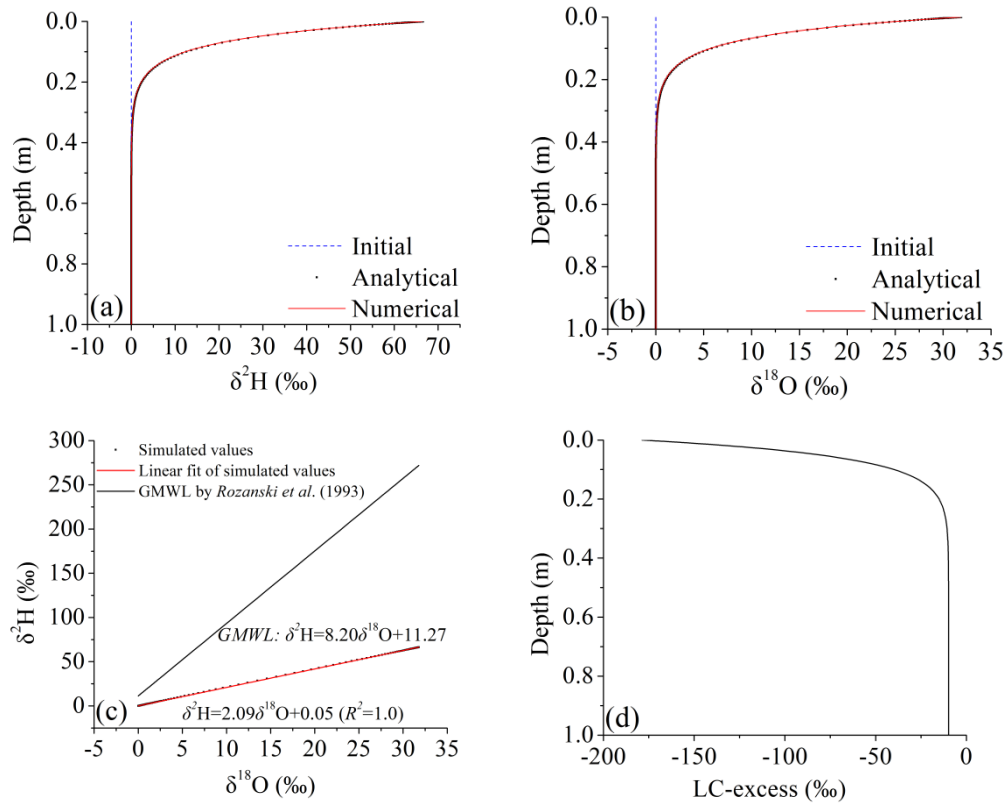 0.0
0.2
0.4
0.6
0.8
1.0
Depth (m)
Initial
Analytical
Numerical
(a)
-10 0 10 20 30 40 50 60 70
δ²H (‰)
0.0
0.2
0.4
0.6
0.8
1.0
Depth (m)
Initial
Analytical
Numerical
(b)
-5 0 5 10 15 20 25 30 35
δ¹⁸O (‰)
300
250
200
150
100
50
0
δ²H (‰)
Simulated values
Linear fit of simulated values
GMWL by Rozanski et al. (1993)
GMWL: δ²H=8.20δ¹⁸O+11.27
δ²H=2.09δ¹⁸O+0.05 (R²=1.0)
(c)
-5 0 5 10 15 20 25 30 35
δ¹⁸O (‰)
0.0
0.2
0.4
0.6
0.8
1.0
Depth (m)
(d)
-200 -150 -100 -50 0
LC-excess (‰)